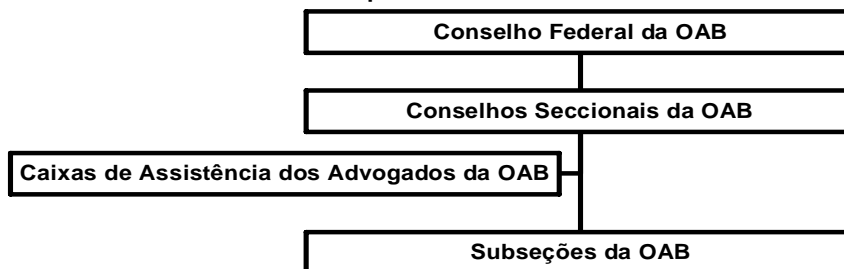 Conselho Federal da OAB
Conselhos Seccionais da OAB
Caixas de Assistência dos Advogados da OAB
Subseções da OAB